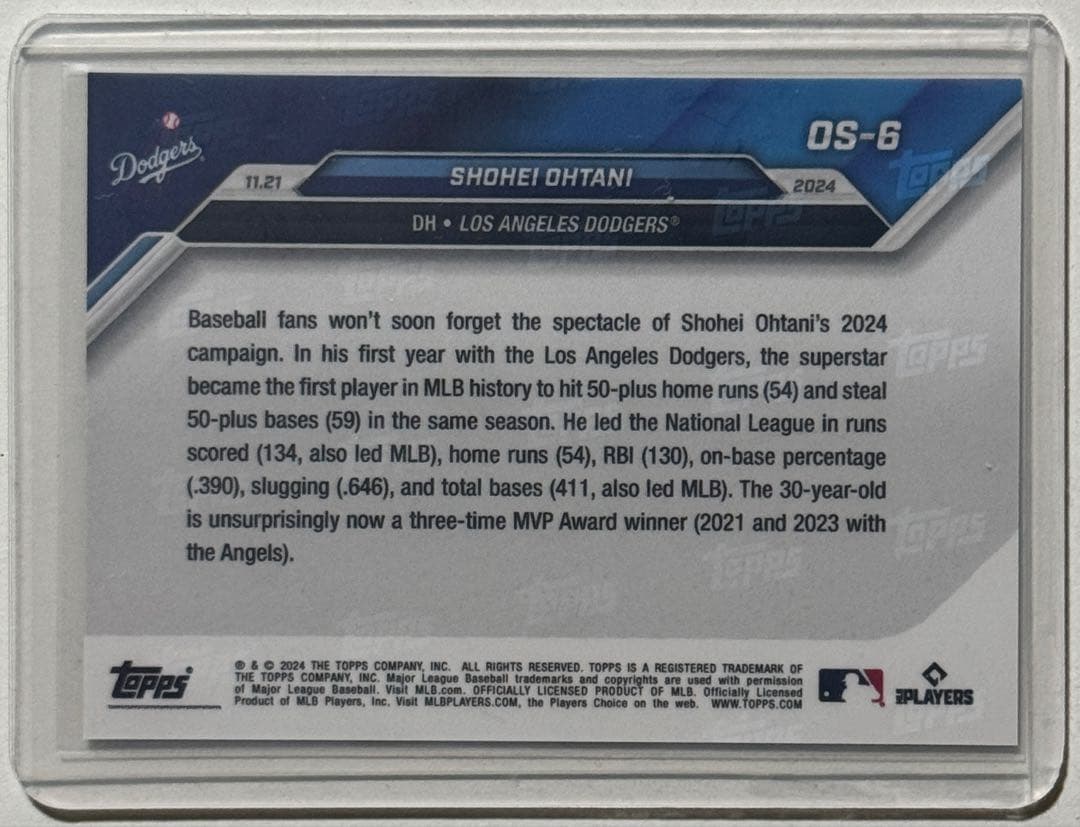 Dodgers
OS-6
11.21
SHOHEI OHTANI
2024
DH • LOS ANGELES DODGERS®
Baseball fans won't soon forget the spectacle of Shohei Ohtani's 2024
campaign. In his first year with the Los Angeles Dodgers, the superstar
became the first player in MLB history to hit 50-plus home runs (54) and steal
50-plus bases (59) in the same season. He led the National League in runs
scored (134, also led MLB), home runs (54), RBI (130), on-base percentage
(.390), slugging (.646), and total bases (411, also led MLB). The 30-year-old
is unsurprisingly now a three-time MVP Award winner (2021 and 2023 with
the Angels).
Topps
® & © 2024 THE TOPPS COMPANY, INC. ALL RIGHTS RESERVED. TOPPS IS A REGISTERED TRADEMARK OF
THE TOPPS COMPANY, INC. Major League Baseball trademarks and copyrights are used with permission
of Major League Baseball. Visit MLB.com. OFFICIALLY LICENSED PRODUCT OF MLB. Officially Licensed
Product of MLB Players, Inc. Visit MLBPLAYERS.COM, the Players Choice on the web. WWW.TOPPS.COM
MLB PLAYERS
Topps
Topps
Topps
Topps
Topps
Topps